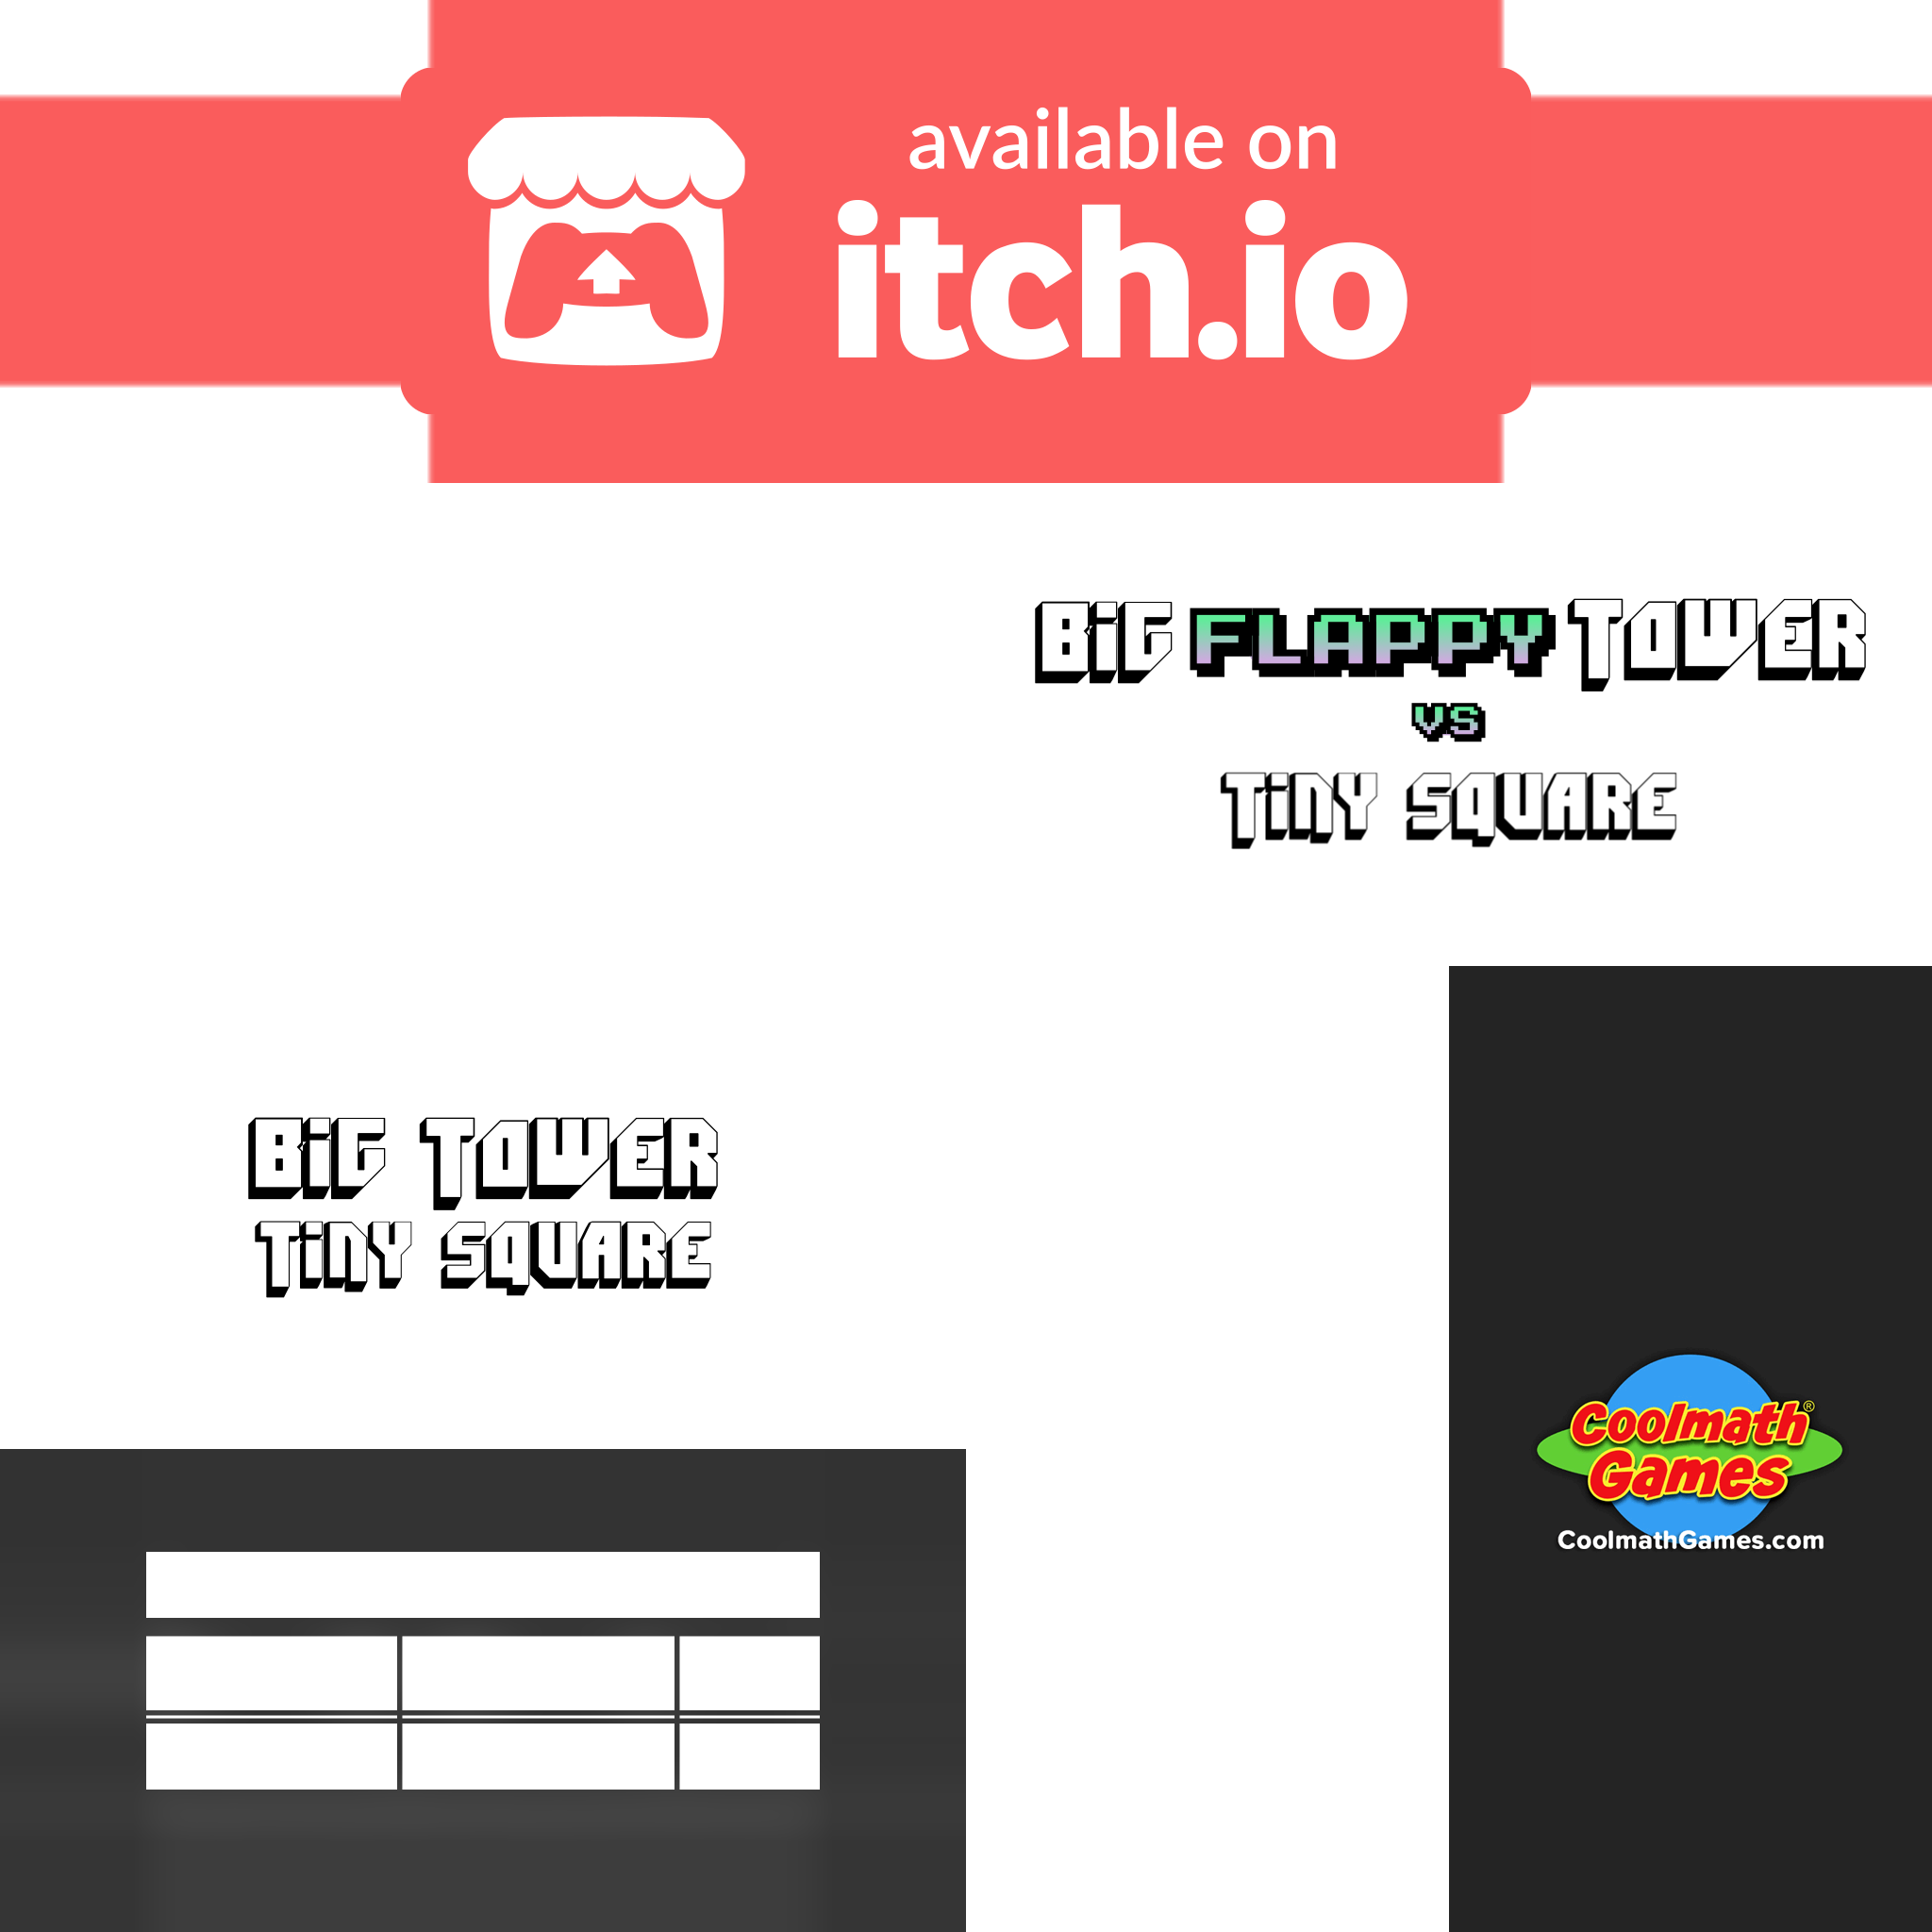 available on
itch.io
BiG FLAPPY TOWER
VS
TiNY SQUARE
BiG TOWER
TiNY SQUARE
Coolmath®
Games
CoolmathGames.com